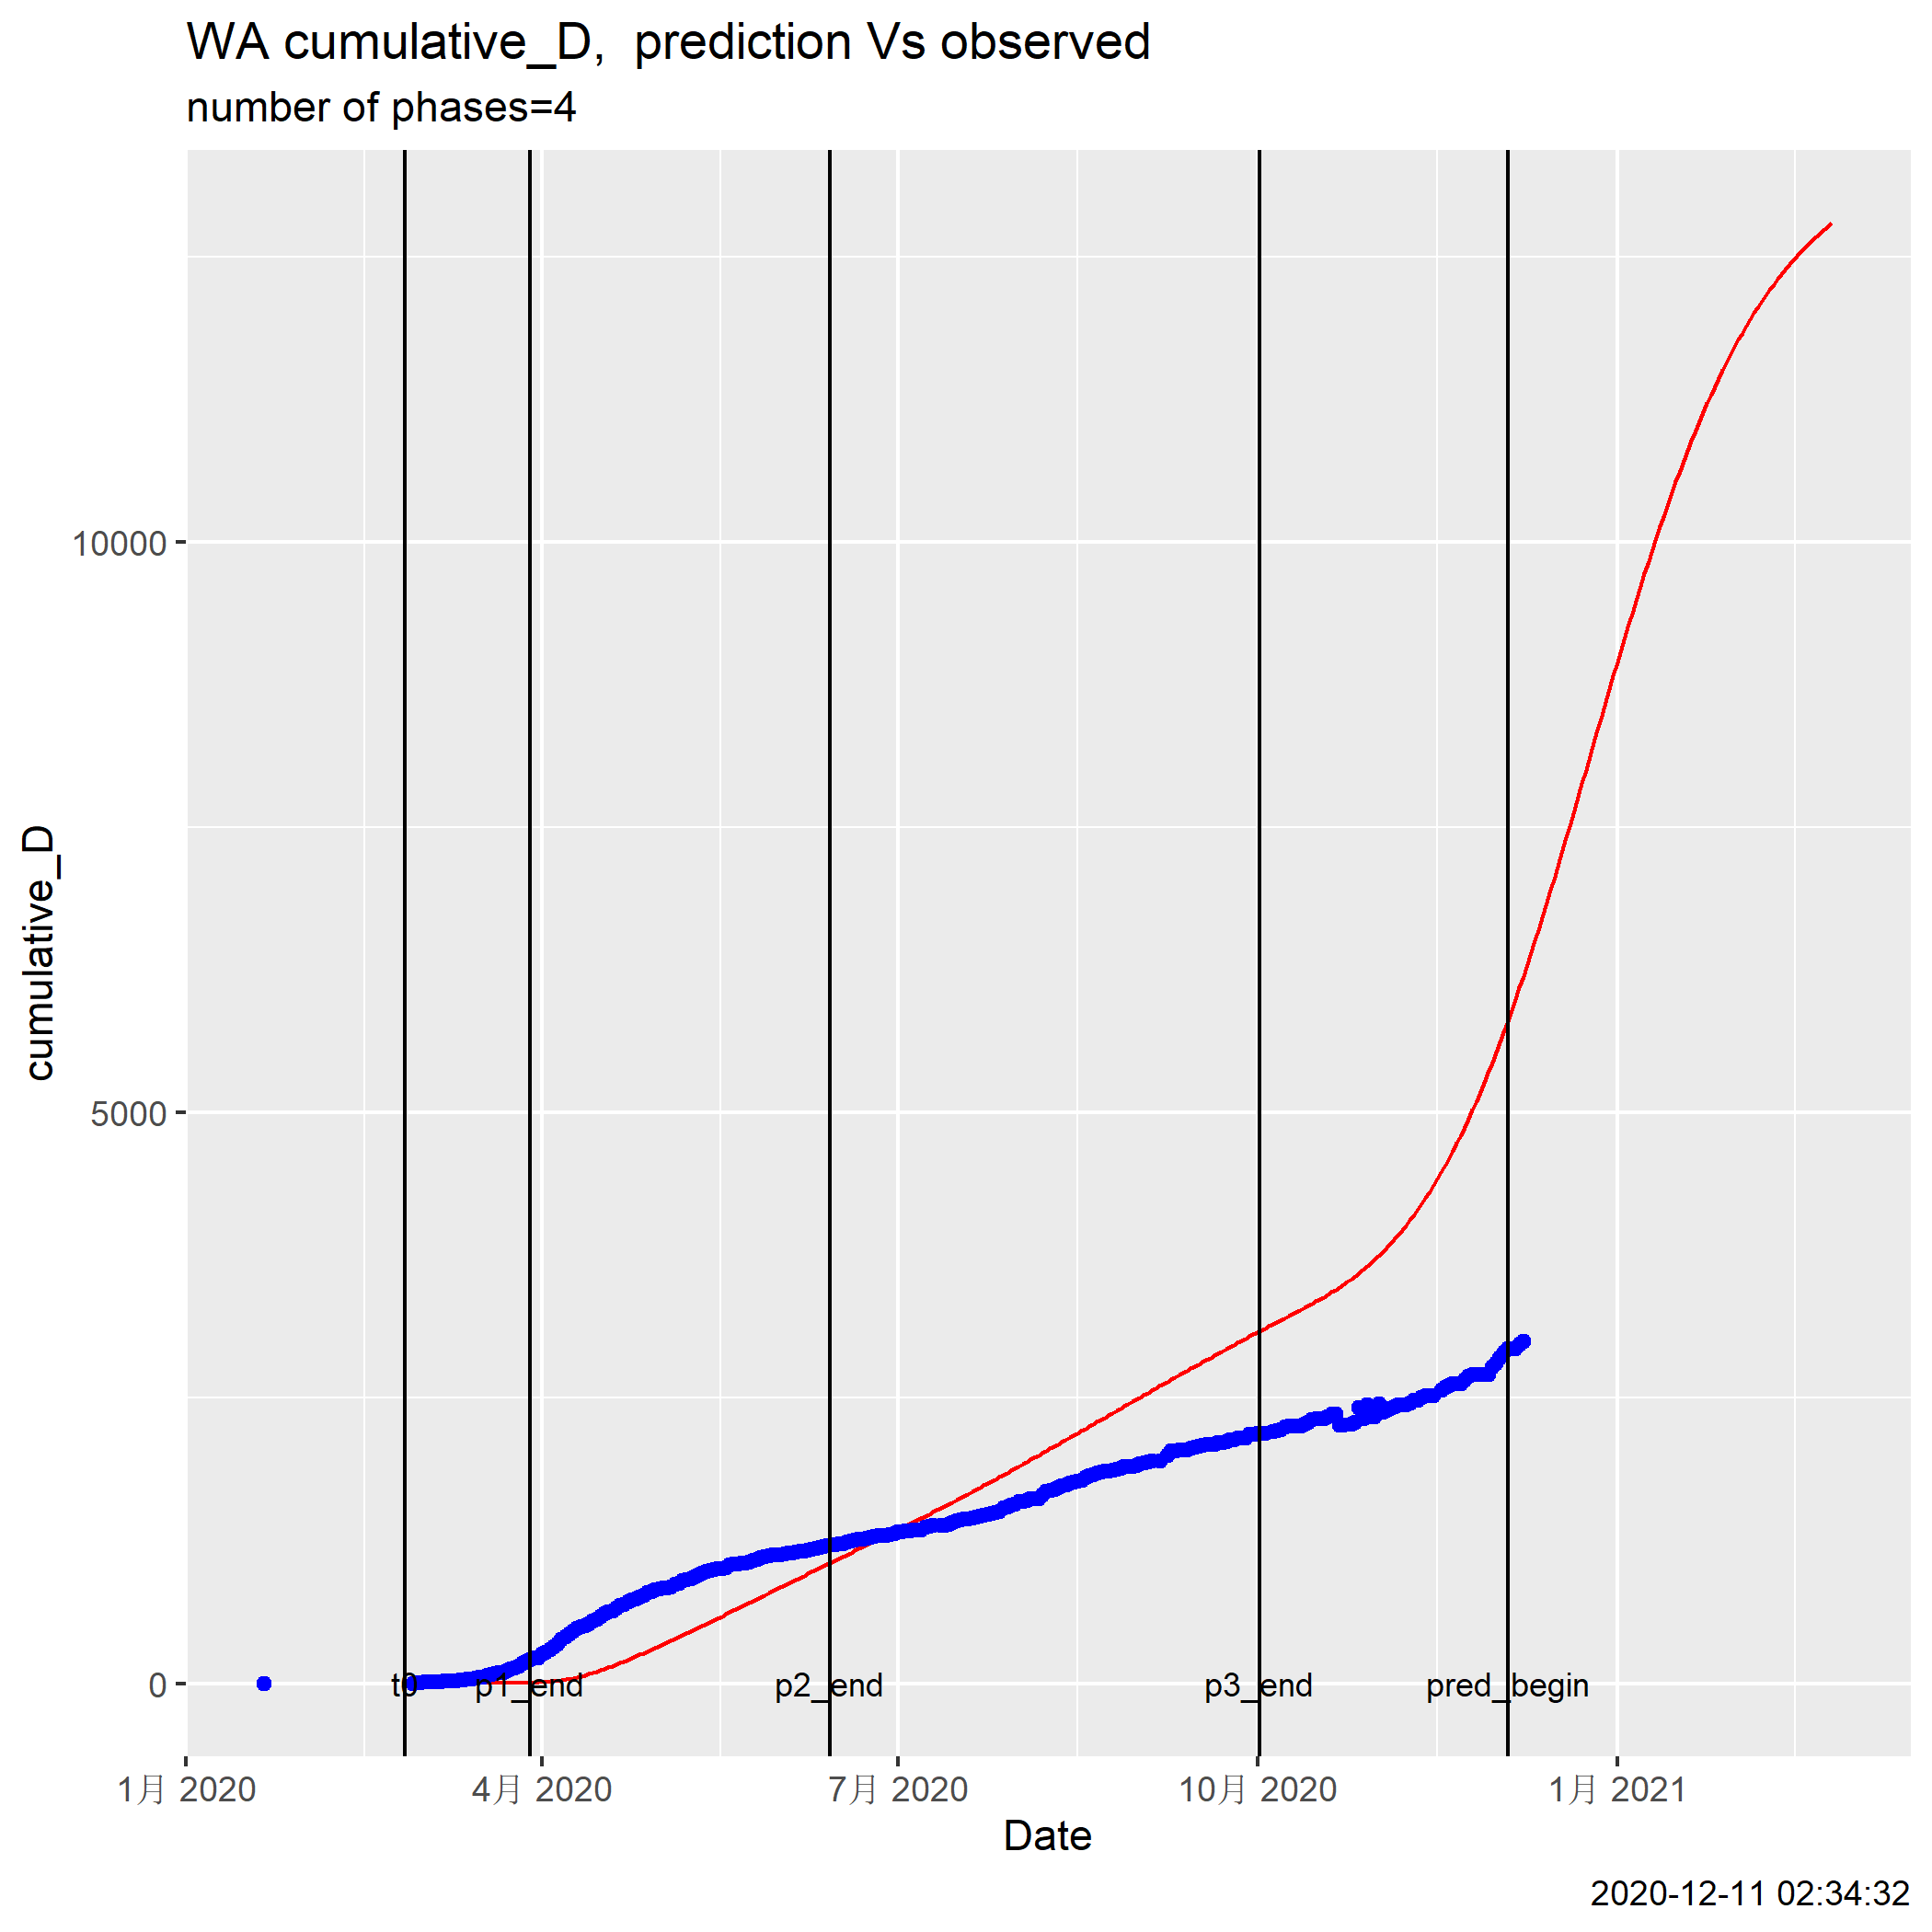 WA cumulative_D,  prediction Vs observed
number of phases=4
cumulative_D
10000
5000
0
t0
p1_end
p2_end
p3_end
pred_begin
1月 2020
4月 2020
7月 2020
10月 2020
1月 2021
Date
2020-12-11 02:34:32